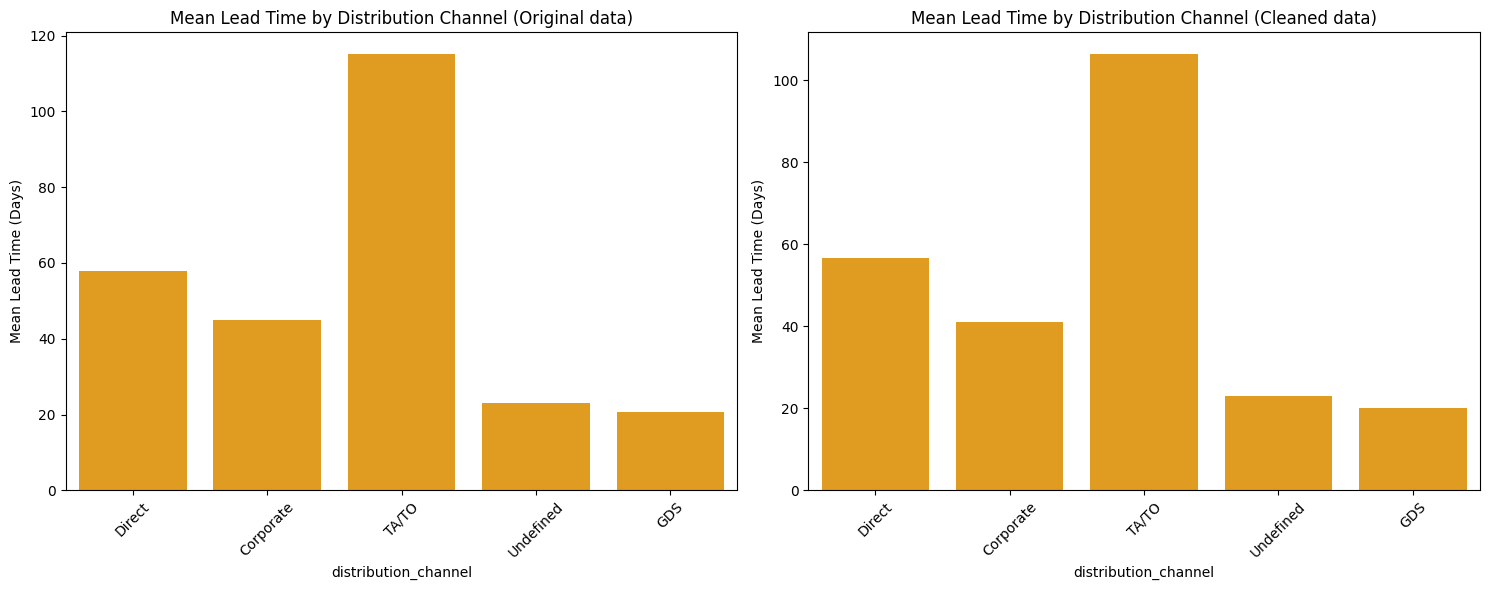 Mean Lead Time by Distribution Channel (Original data)
Mean Lead Time (Days)
120
100
80
60
40
20
0
Direct
Corporate
TA/TO
Undefined
GDS
distribution_channel
Mean Lead Time by Distribution Channel (Cleaned data)
Mean Lead Time (Days)
100
80
60
40
20
0
Direct
Corporate
TA/TO
Undefined
GDS
distribution_channel